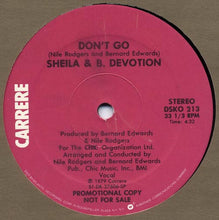 DON'T GO
(Nile Rodgers and Bernard Edwards)
SHEILA & B. DEVOTION
CARRERE
STEREO
DSKO 213
33 1/3 RPM
Time: 4:32
Produced by Bernard Edwards
& Nile Rodgers
For The CHIC Organization Ltd.
Arranged and Conducted by
Nile Rodgers and Bernard Edwards
Pub., Chic Music Inc., BMI
Vocal
℗ 1979 Carrere
PROMOTIONAL COPY
NOT FOR SALE